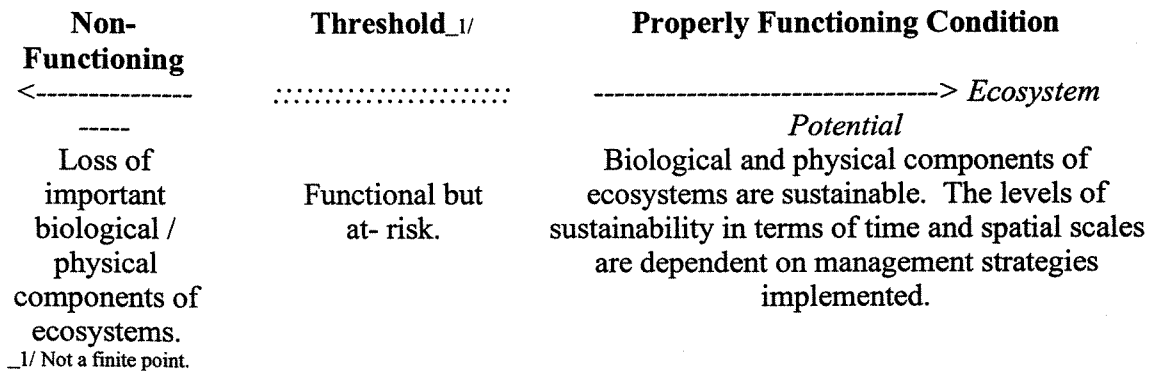 Non-
Functioning
<----------------
-----
Loss of
important
biological /
physical
components of
ecosystems.
_1/ Not a finite point.
Threshold_1/
:::::::::::::::::::::::
Functional but
at- risk.
Properly Functioning Condition
---------------------------------> Ecosystem
Potential
Biological and physical components of
ecosystems are sustainable.  The levels of
sustainability in terms of time and spatial scales
are dependent on management strategies
implemented.